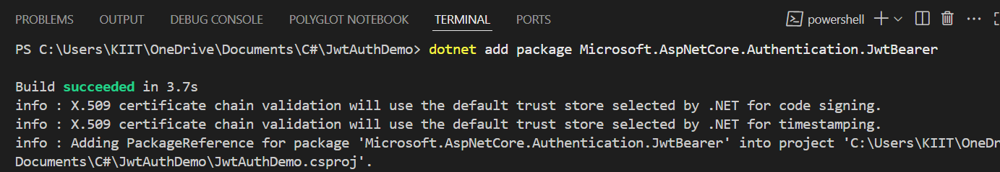 PROBLEMS OUTPUT DEBUG CONSOLE POLYGLOT NOTEBOOK TERMINAL PORTS powershell
PS C:\Users\KIIT\OneDrive\Documents\C#\JwtAuthDemo> dotnet add package Microsoft.AspNetCore.Authentication.JwtBearer
Build succeeded in 3.7s
info : X.509 certificate chain validation will use the default trust store selected by .NET for code signing.
info : X.509 certificate chain validation will use the default trust store selected by .NET for timestamping.
info : Adding PackageReference for package 'Microsoft.AspNetCore.Authentication.JwtBearer' into project 'C:\Users\KIIT\OneDr
Documents\C#\JwtAuthDemo\JwtAuthDemo.csproj'.